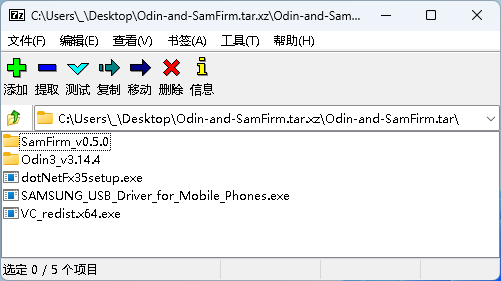 7z C:\Users\_\Desktop\Odin-and-SamFirm.tar.xz\Odin-and-Sam...
文件(F) 编辑(E) 查看(V) 书签(A) 工具(T) 帮助(H)
添加 提取 测试 复制 移动 删除 信息
C:\Users\_\Desktop\Odin-and-SamFirm.tar.xz\Odin-and-SamFirm.tar\
SamFirm_v0.5.0
Odin3_v3.14.4
dotNetFx35setup.exe
SAMSUNG_USB_Driver_for_Mobile_Phones.exe
VC_redist.x64.exe
选定 0 / 5 个项目